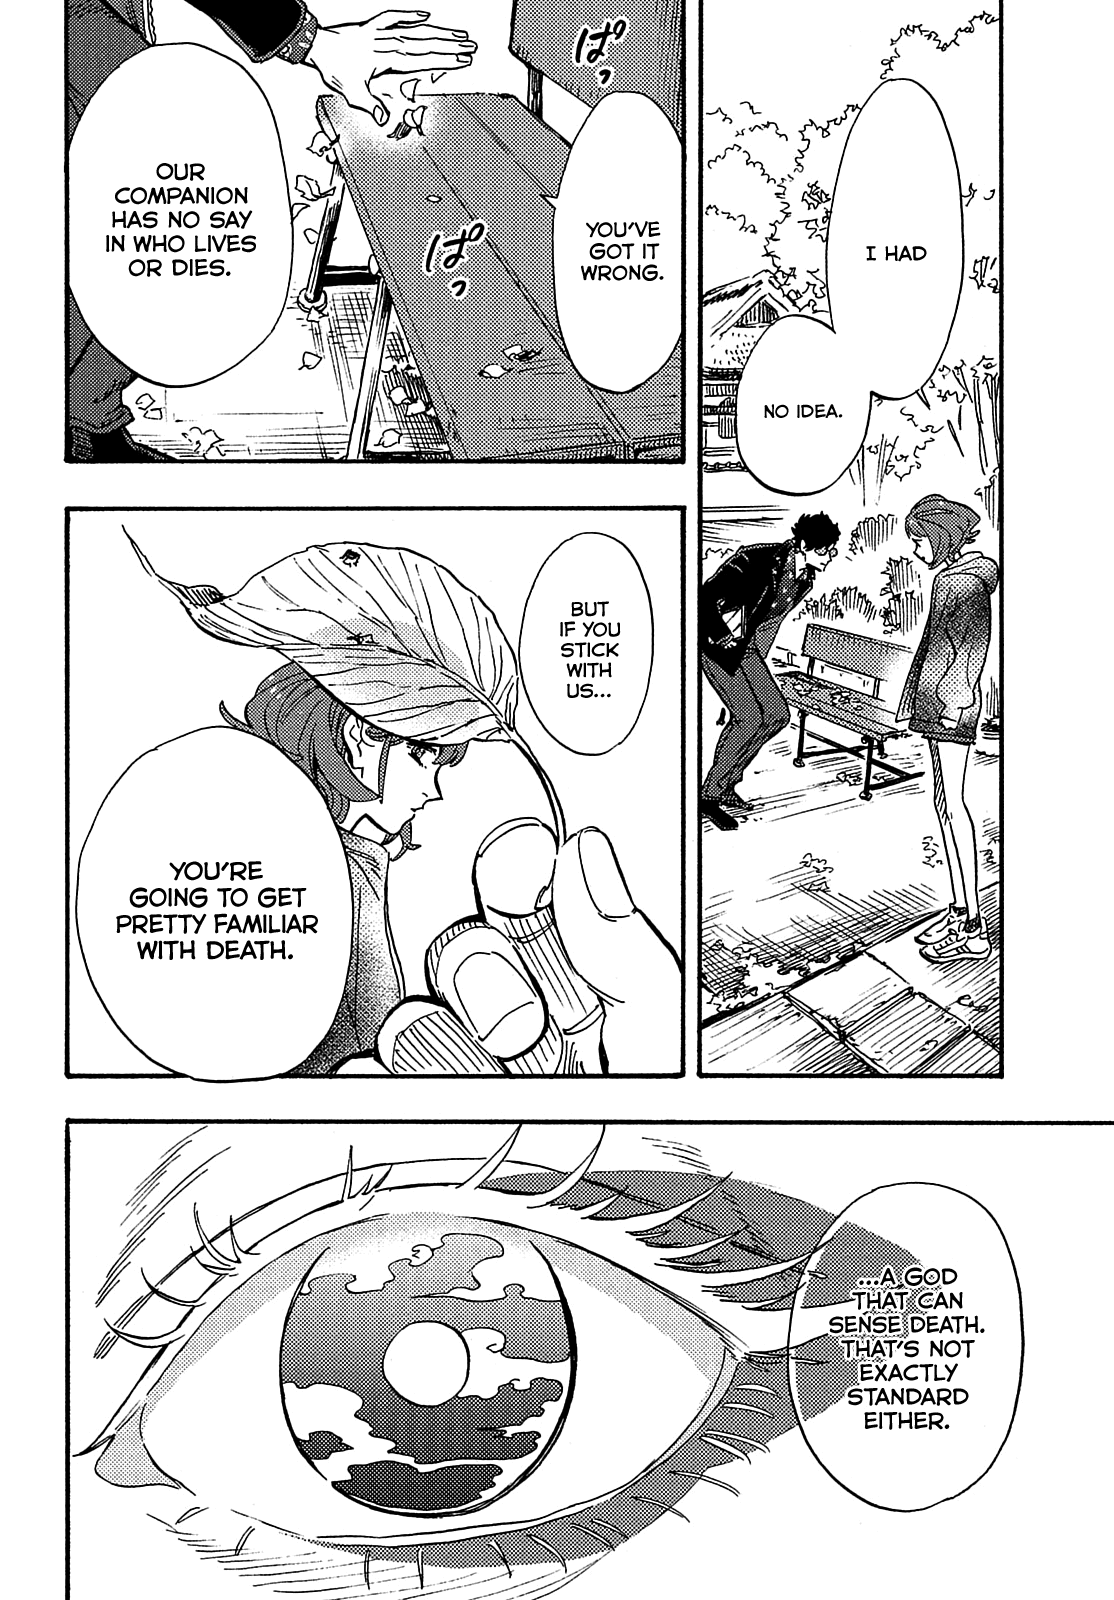 I HAD
NO IDEA.
ぱっ
YOU'VE
GOT IT
WRONG.
ぱっ
OUR
COMPANION
HAS NO SAY
IN WHO LIVES
OR DIES.
BUT
IF YOU
STICK
WITH
US...
YOU'RE
GOING TO GET
PRETTY FAMILIAR
WITH DEATH.
...A GOD
THAT CAN
SENSE DEATH.
THAT'S NOT
EXACTLY
STANDARD
EITHER.